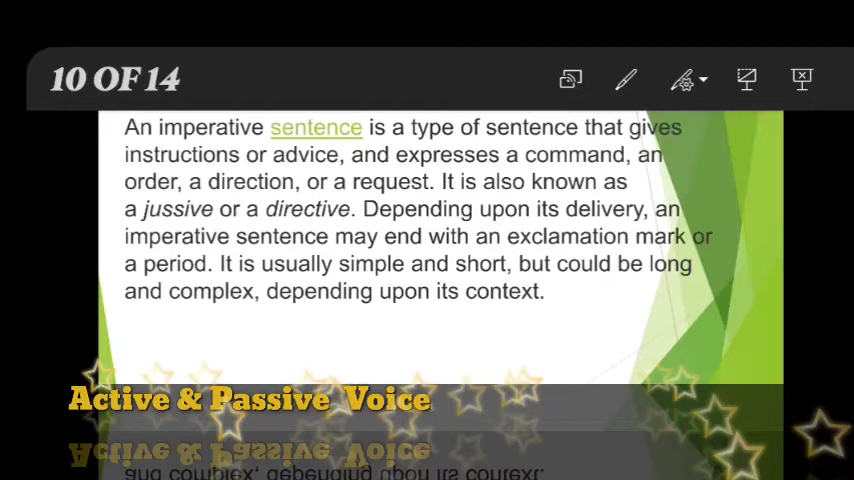 10 OF 14
An imperative sentence is a type of sentence that gives
instructions or advice, and expresses a command, an
order, a direction, or a request. It is also known as
a jussive or a directive. Depending upon its delivery, an
imperative sentence may end with an exclamation mark or
a period. It is usually simple and short, but could be long
and complex, depending upon its context.
Active & Passive Voice